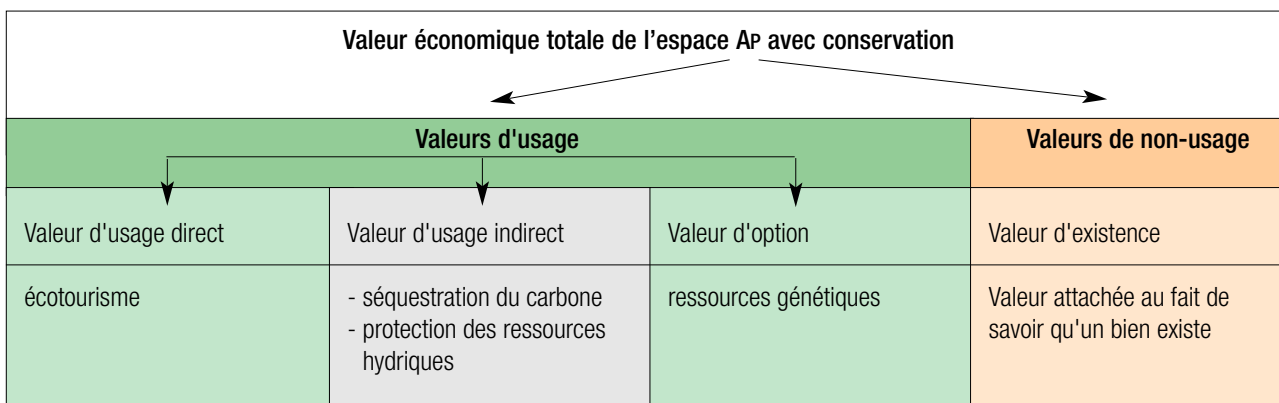 Valeur économique totale de l’espace AP avec conservation
Valeurs d'usage
Valeurs de non-usage
Valeur d'usage direct
Valeur d'usage indirect
Valeur d'option
Valeur d'existence
écotourisme
- séquestration du carbone
- protection des ressources
hydriques
ressources génétiques
Valeur attachée au fait de
savoir qu'un bien existe